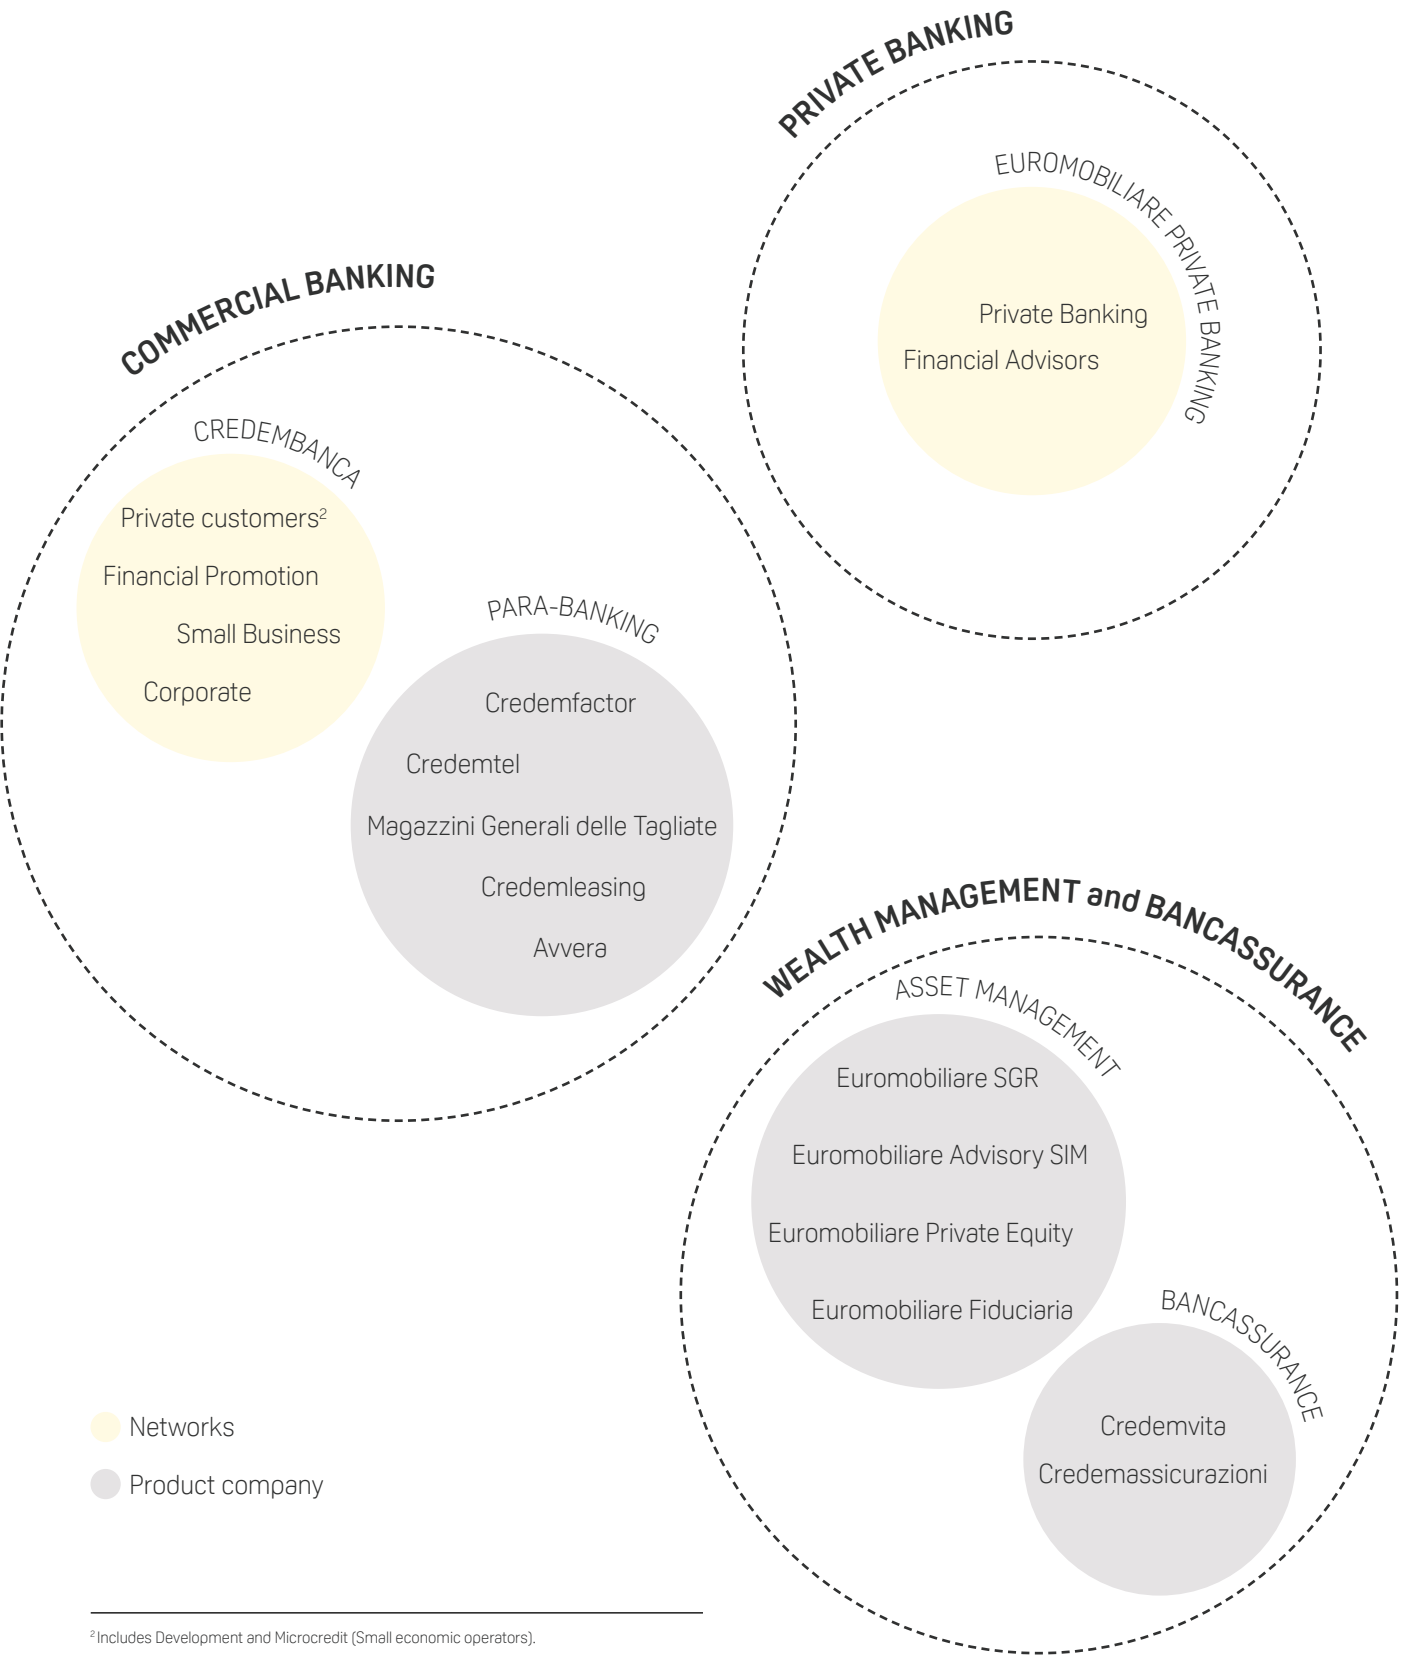 PRIVATE BANKING
EUROMOBILIARE PRIVATE BANKING
Private Banking
Financial Advisors
COMMERCIAL BANKING
CREDEMBANCA
Private customers²
Financial Promotion
Small Business
Corporate
PARA-BANKING
Credemfactor
Credemtel
Magazzini Generali delle Tagliate
Credemleasing
Avvera
WEALTH MANAGEMENT and BANCASSURANCE
ASSET MANAGEMENT
Euromobiliare SGR
Euromobiliare Advisory SIM
Euromobiliare Private Equity
Euromobiliare Fiduciaria
BANCASSURANCE
Credemvita
Credemassicurazioni
Networks
Product company
² Includes Development and Microcredit (Small economic operators).